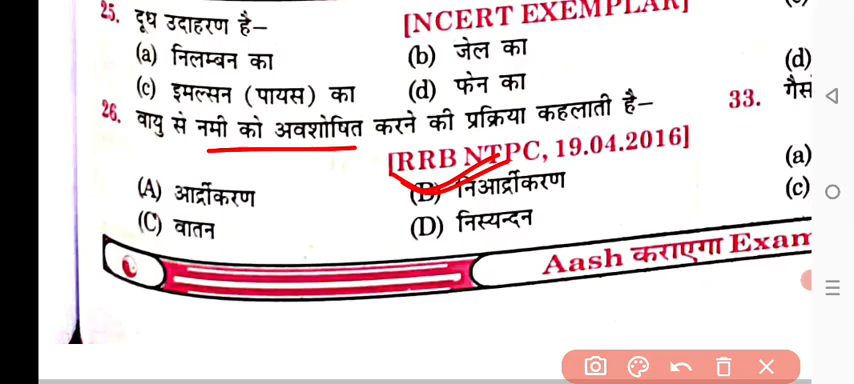 25. दूध उदाहरण है–
[NCERT EXEMPLAR]
(a) निलम्बन का
(b) जेल का
(c) इमल्सन (पायस) का
(d) फेन का
26. वायु से नमी को अवशोषित करने की प्रक्रिया कहलाती है–
[RRB NTPC, 19.04.2016]
(A) आर्द्रीकरण
(B) निआर्द्रीकरण
(C) वातन
(D) निस्यन्दन
(d)
33. गैस
(a)
(c)
Aash कराएगा Exam